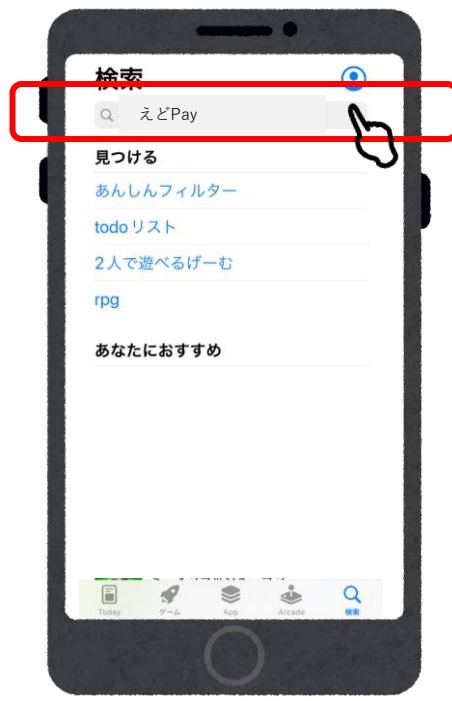 検索
えどPay
見つける
あんしんフィルター
todoリスト
2人で遊べるげーむ
rpg
あなたにおすすめ
Today
ゲーム
App
Arcade
検索